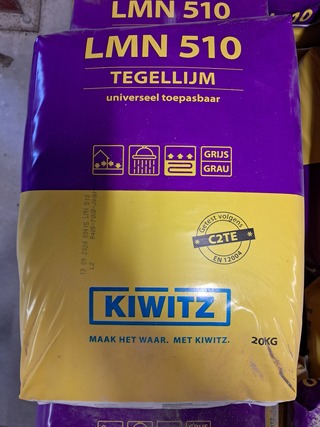 LMN 510
LMN 510
TEGELLIJM
universeel toepasbaar
GRIJS
GRAU
Getest volgens
C2TE
EN 12004
KIWITZ
MAAK HET WAAR. MET KIWITZ.
20KG